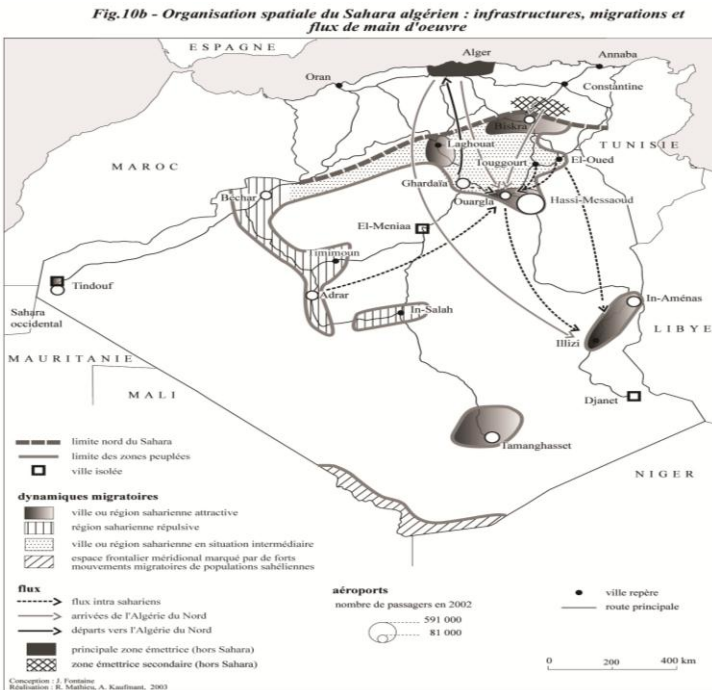 Fig.10b - Organisation spatiale du Sahara algérien : infrastructures, migrations et
flux de main d'oeuvre
ESPAGNE
Alger
Annaba
Oran
Constantine
Biskra
TUNISIE
Laghouat
MAROC
Touggourt
El-Oued
Ghardaïa
Ouargla
Hassi-Messaoud
Béchar
El-Meniaa
Timimoun
Tindouf
Adrar
In-Salah
In-Aménas
Sahara
occidental
LIBYE
Illizi
MAURITANIE
MALI
Djanet
Tamanghasset
NIGER
limite nord du Sahara
limite des zones peuplées
ville isolée
dynamiques migratoires
ville ou région saharienne attractive
région saharienne répulsive
ville ou région saharienne en situation intermédiaire
espace frontalier méridional marqué par de forts
mouvements migratoires de populations sahéliennes
flux
flux intra sahariens
arrivées de l'Algérie du Nord
départs vers l'Algérie du Nord
principale zone émettrice (hors Sahara)
zone émettrice secondaire (hors Sahara)
aéroports
nombre de passagers en 2002
591 000
81 000
ville repère
route principale
0 200 400 km
Conception : J. Fontaine
Réalisation : R. Mathieu, A. Kaufmant, 2003